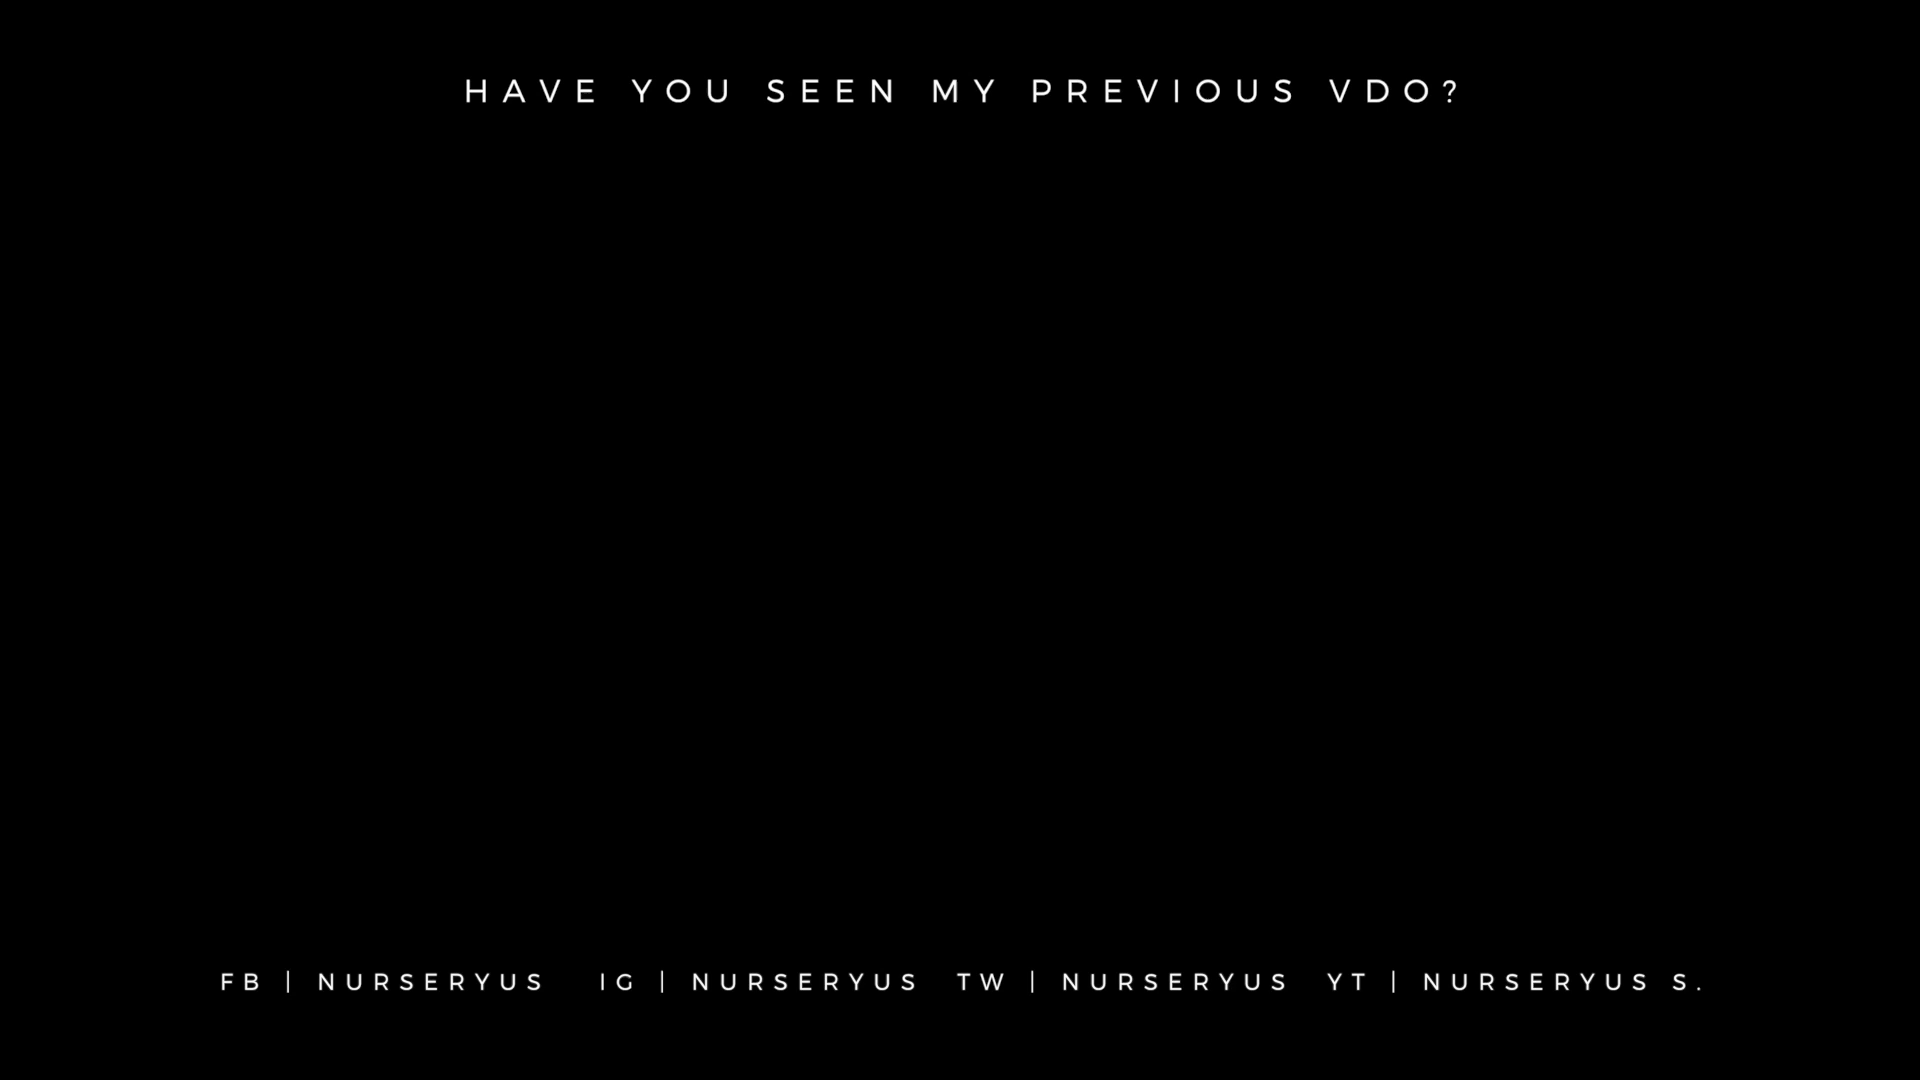 HAVE YOU SEEN MY PREVIOUS VDO?
FB | NURSERYUS IG | NURSERYUS TW | NURSERYUS YT | NURSERYUS S.